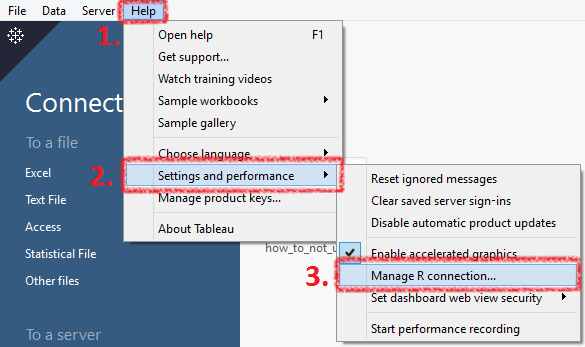 File Data Server Help
1.
Open help F1
Get support...
Watch training videos
Sample workbooks
Sample gallery
Choose language
2. Settings and performance
Manage product keys...
About Tableau
Connect
To a file
Excel
Text File
Access
Statistical File
Other files
To a server
how_to_not_u
Reset ignored messages
Clear saved server sign-ins
Disable automatic product updates
Enable accelerated graphics
3. Manage R connection...
Set dashboard web view security
Start performance recording